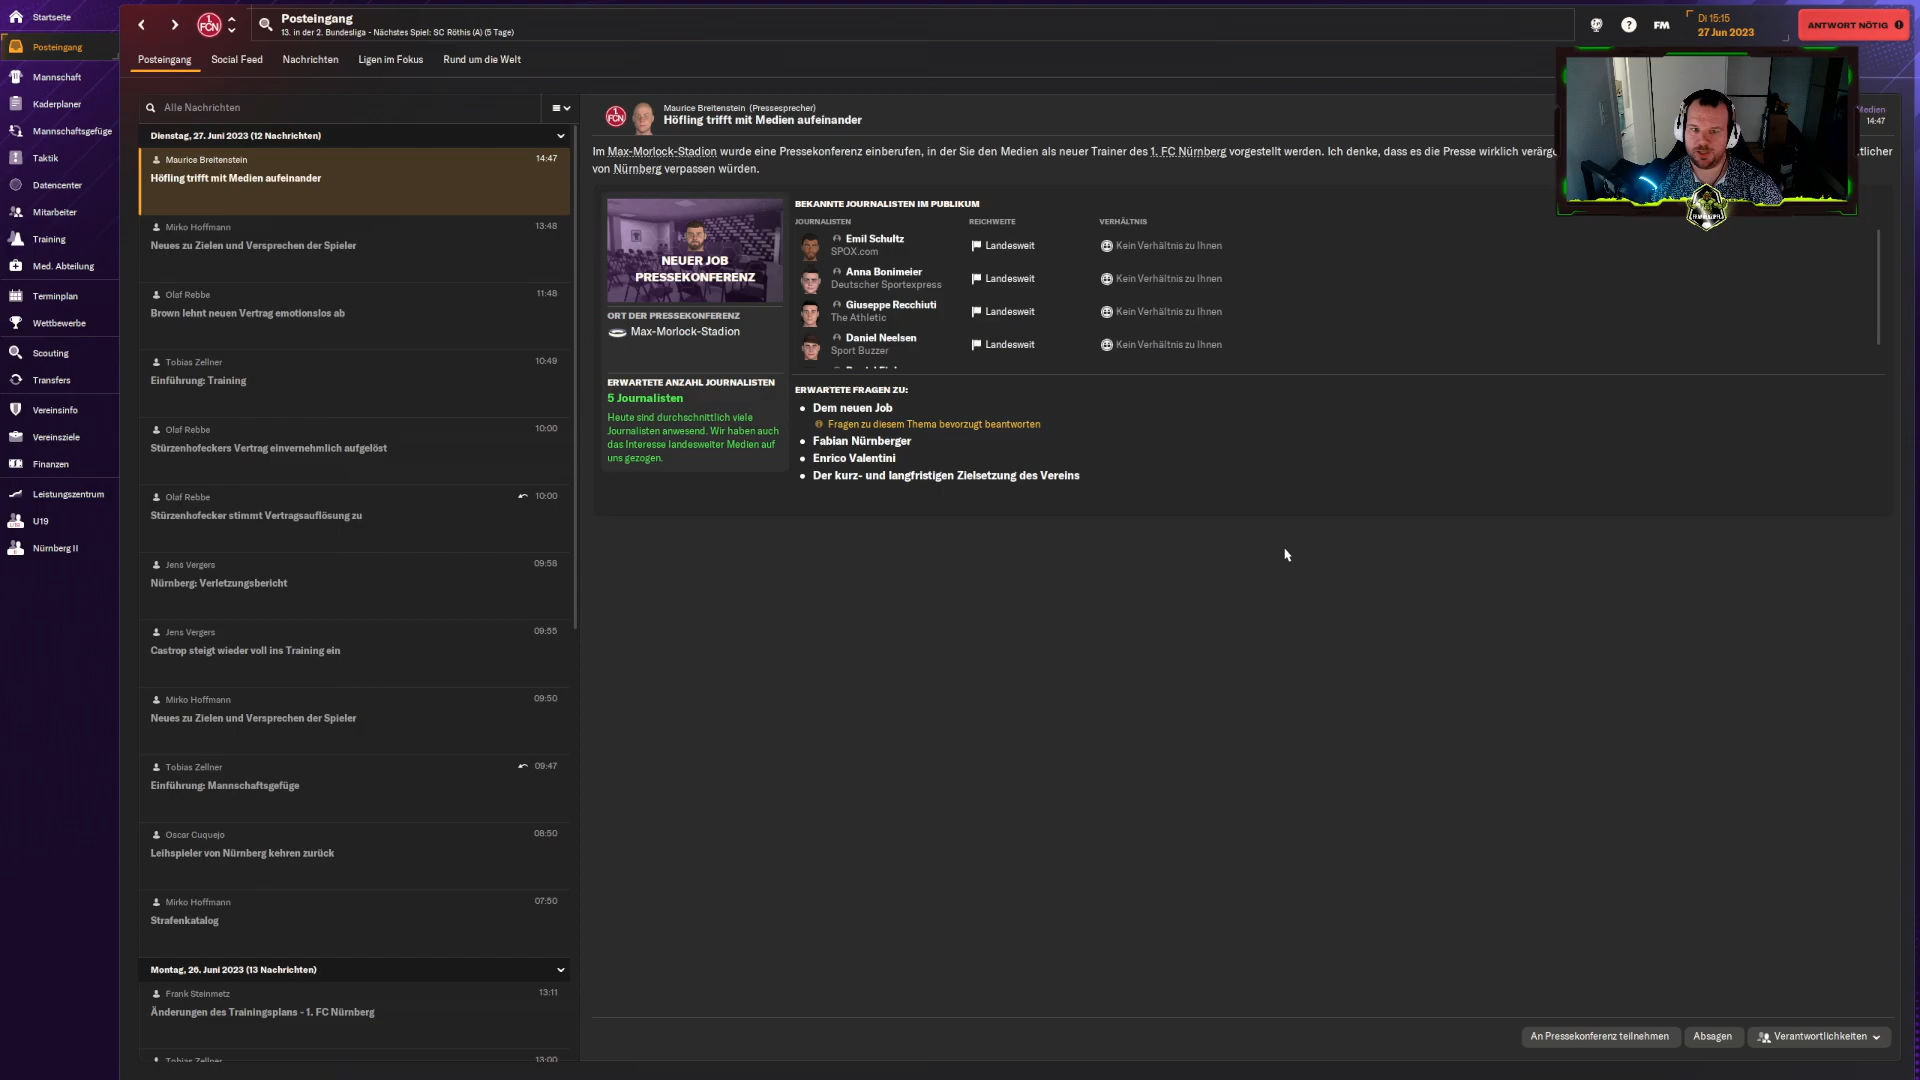 Startseite
Posteingang
Mannschaft
Kaderplaner
Mannschaftsgefüge
Taktik
Datencenter
Mitarbeiter
Training
Med. Abteilung
Terminplan
Wettbewerbe
Scouting
Transfers
Vereinsinfo
Vereinsziele
Finanzen
Leistungszentrum
U19
Nürnberg II
Posteingang
13. in der 2. Bundesliga - Nächstes Spiel: SC Röthis (A) (5 Tage)
FM
Di 15:15
27 Jun 2023
ANTWORT NÖTIG
Posteingang Social Feed Nachrichten Ligen im Fokus Rund um die Welt
Alle Nachrichten
Dienstag, 27. Juni 2023 (12 Nachrichten)
Maurice Breitenstein 14:47
Höfling trifft mit Medien aufeinander
Mirko Hoffmann 13:48
Neues zu Zielen und Versprechen der Spieler
Olaf Rebbe 11:48
Brown lehnt neuen Vertrag emotionslos ab
Tobias Zellner 10:49
Einführung: Training
Olaf Rebbe 10:00
Stürzenhofeckers Vertrag einvernehmlich aufgelöst
Olaf Rebbe 10:00
Stürzenhofecker stimmt Vertragsauflösung zu
Jens Vergers 09:58
Nürnberg: Verletzungsbericht
Jens Vergers 09:55
Castrop steigt wieder voll ins Training ein
Mirko Hoffmann 09:50
Neues zu Zielen und Versprechen der Spieler
Tobias Zellner 09:47
Einführung: Mannschaftsgefüge
Oscar Cuquejo 08:50
Leihspieler von Nürnberg kehren zurück
Mirko Hoffmann 07:50
Strafenkatalog
Montag, 26. Juni 2023 (13 Nachrichten)
Frank Steinmetz 13:11
Änderungen des Trainingsplans - 1. FC Nürnberg
Tobias Zellner 13:00
Maurice Breitenstein (Pressesprecher)
Höfling trifft mit Medien aufeinander
Medien
14:47
Im Max-Morlock-Stadion wurde eine Pressekonferenz einberufen, in der Sie den Medien als neuer Trainer des 1. FC Nürnberg vorgestellt werden. Ich denke, dass es die Presse wirklich verärg
von Nürnberg verpassen würden.
NEUER JOB
PRESSEKONFERENZ
ORT DER PRESSEKONFERENZ
Max-Morlock-Stadion
ERWARTETE ANZAHL JOURNALISTEN
5 Journalisten
Heute sind durchschnittlich viele
Journalisten anwesend. Wir haben auch
das Interesse landesweiter Medien auf
uns gezogen.
BEKANNTE JOURNALISTEN IM PUBLIKUM
JOURNALISTEN REICHWEITE VERHÄLTNIS
Emil Schultz
SPOX.com
Landesweit Kein Verhältnis zu Ihnen
Anna Bonimeier
Deutscher Sportexpress
Landesweit Kein Verhältnis zu Ihnen
Giuseppe Recchiuti
The Athletic
Landesweit Kein Verhältnis zu Ihnen
Daniel Neelsen
Sport Buzzer
Landesweit Kein Verhältnis zu Ihnen
ERWARTETE FRAGEN ZU:
• Dem neuen Job
Fragen zu diesem Thema bevorzugt beantworten
• Fabian Nürnberger
• Enrico Valentini
• Der kurz- und langfristigen Zielsetzung des Vereins
An Pressekonferenz teilnehmen Absagen Verantwortlichkeiten